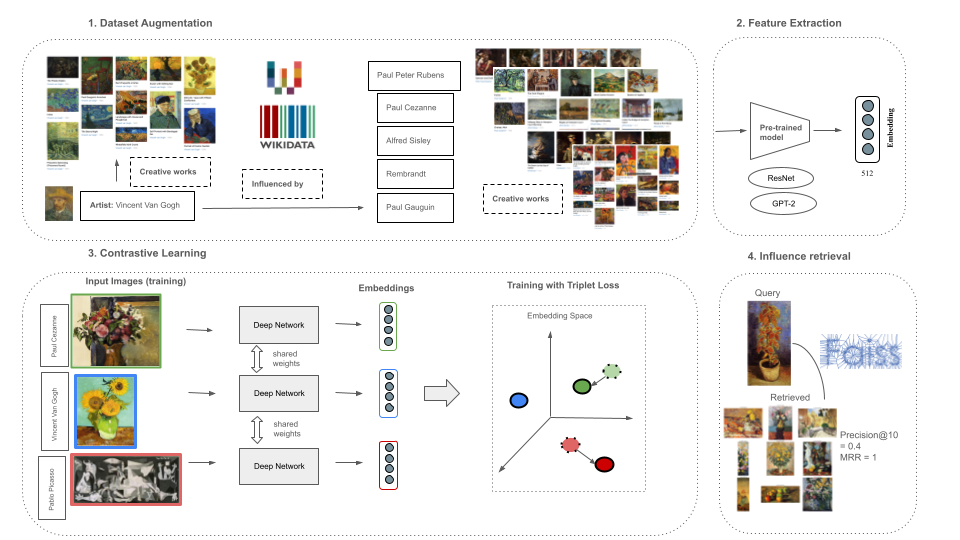 1. Dataset Augmentation
Creative works
Artist: Vincent Van Gogh
WIKIDATA
Influenced by
Paul Peter Rubens
Paul Cezanne
Alfred Sisley
Rembrandt
Paul Gauguin
Creative works
2. Feature Extraction
Pre-trained
model
Embedding
512
ResNet
GPT-2
3. Contrastive Learning
Input Images (training)
Paul Cezanne
Vincent Van Gogh
Pablo Picasso
Deep Network
shared
weights
Deep Network
shared
weights
Deep Network
Embeddings
Training with Triplet Loss
Embedding Space
4. Influence retrieval
Query
Faiss
Retrieved
Precision@10
= 0.4
MRR = 1